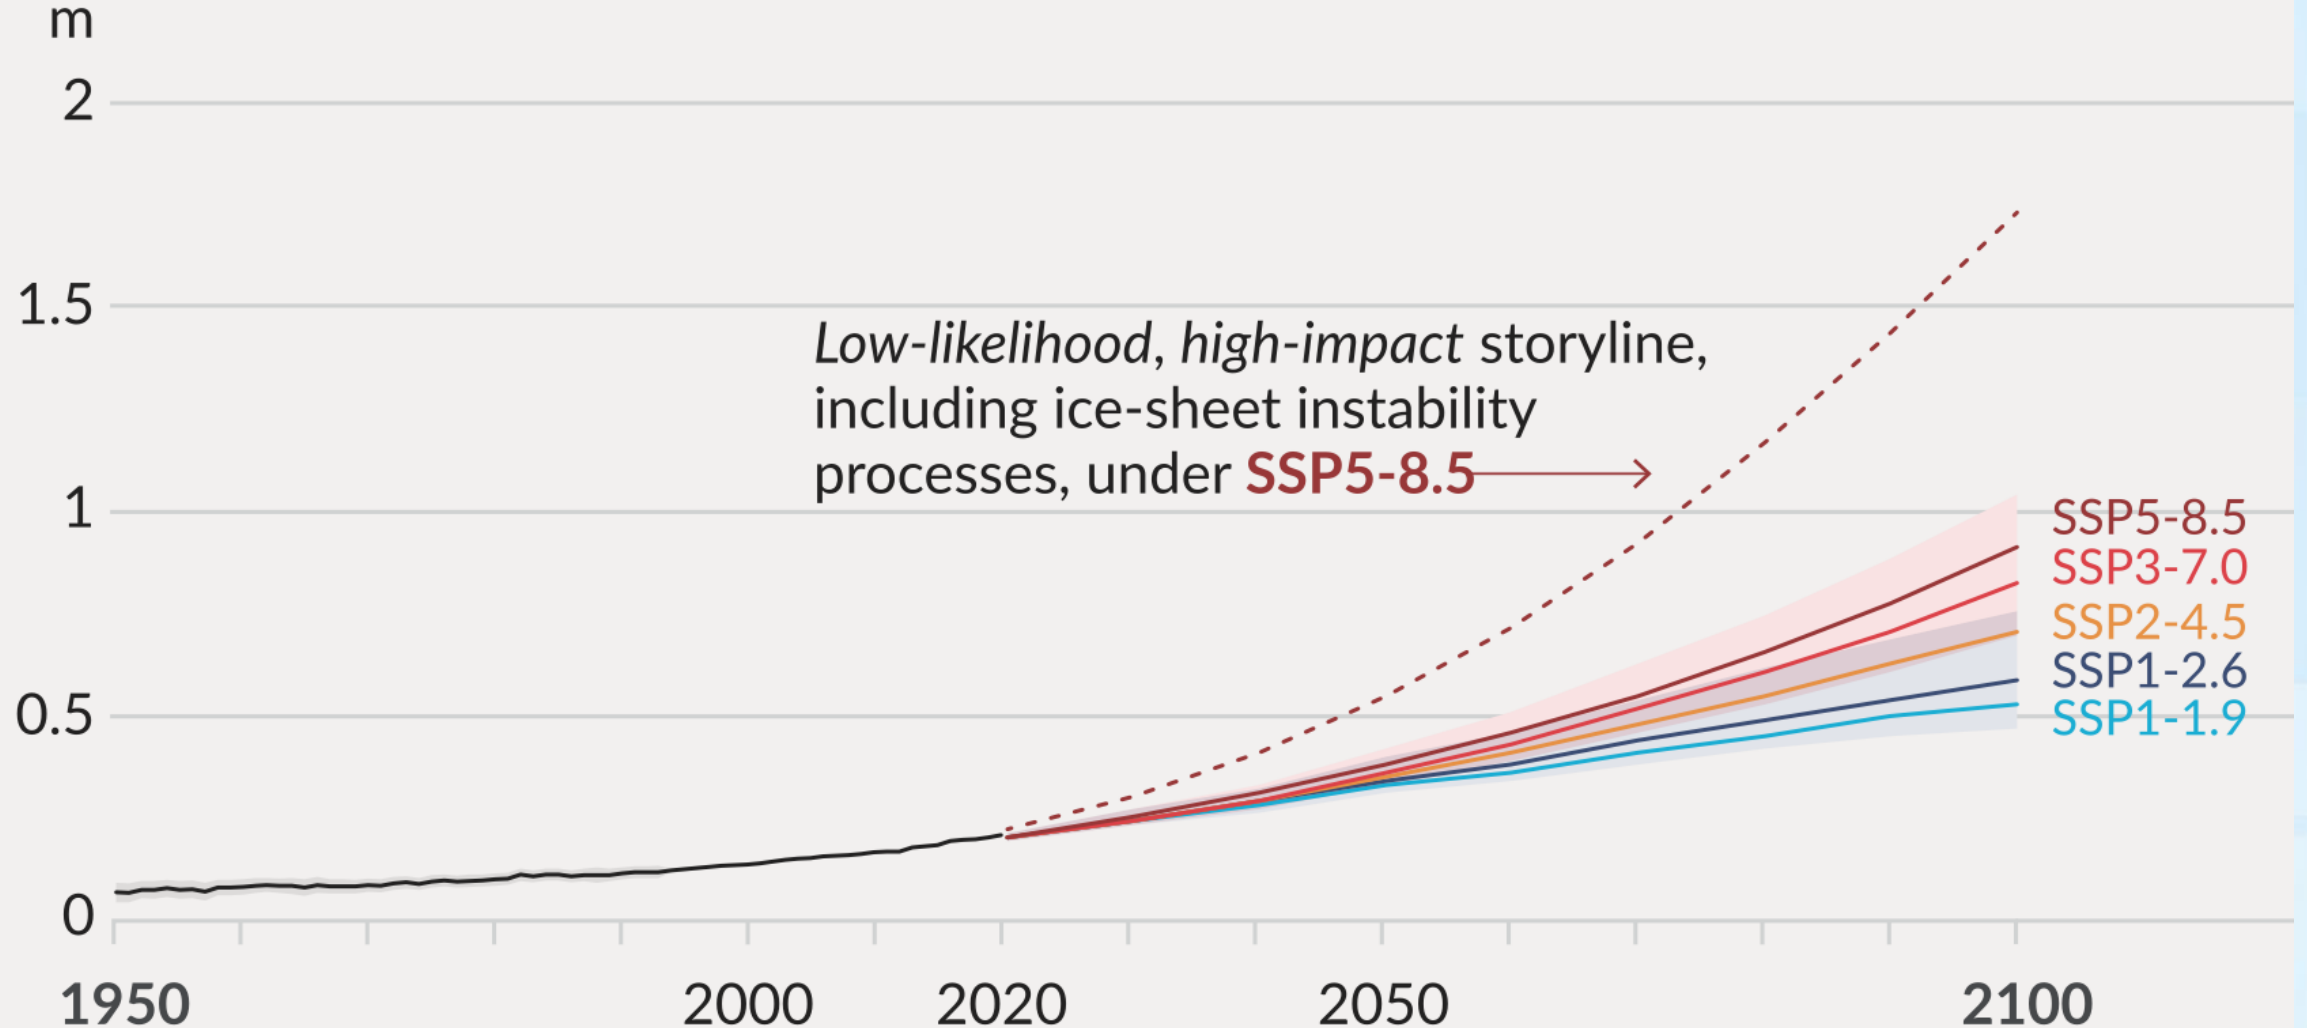 m
2
1.5
Low-likelihood, high-impact storyline,
including ice-sheet instability
processes, under SSP5-8.5
1
SSP5-8.5
SSP3-7.0
SSP2-4.5
SSP1-2.6
SSP1-1.9
0.5
0
1950 2000 2020 2050 2100